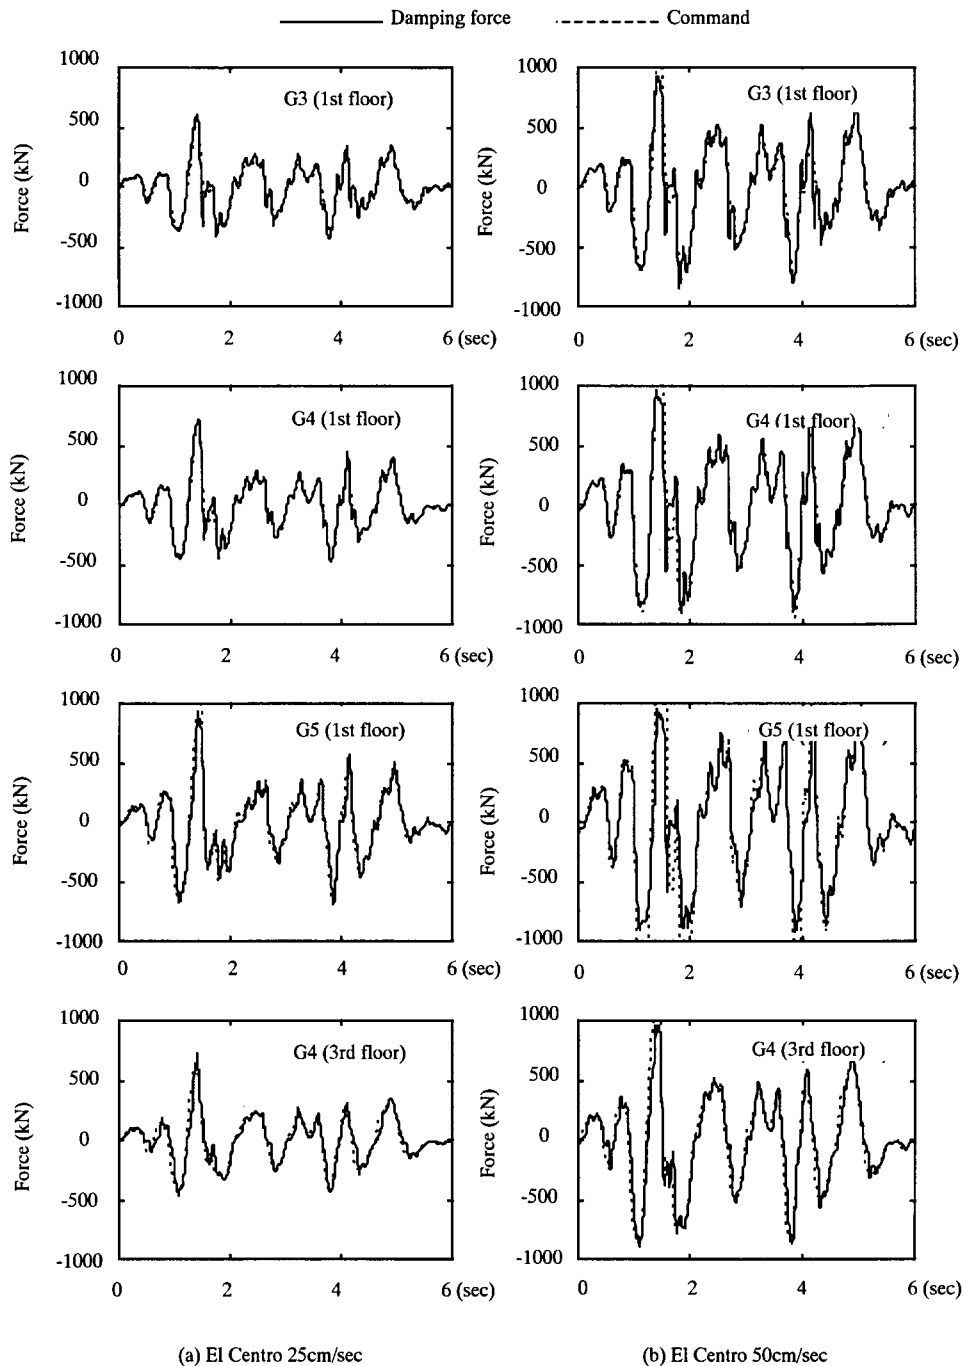 Damping force Command
1000
500
0
-500
-1000
Force (kN)
G3 (1st floor)
0 2 4 6 (sec)
1000
500
0
-500
-1000
Force (kN)
G3 (1st floor)
0 2 4 6 (sec)
1000
500
0
-500
-1000
Force (kN)
G4 (1st floor)
0 2 4 6 (sec)
1000
500
0
-500
-1000
Force (kN)
G4 (1st floor)
0 2 4 6 (sec)
1000
500
0
-500
-1000
Force (kN)
G5 (1st floor)
0 2 4 6 (sec)
1000
500
0
-500
-1000
Force (kN)
G5 (1st floor)
0 2 4 6 (sec)
1000
500
0
-500
-1000
Force (kN)
G4 (3rd floor)
0 2 4 6 (sec)
1000
500
0
-500
-1000
Force (kN)
G4 (3rd floor)
0 2 4 6 (sec)
(a) El Centro 25cm/sec
(b) El Centro 50cm/sec